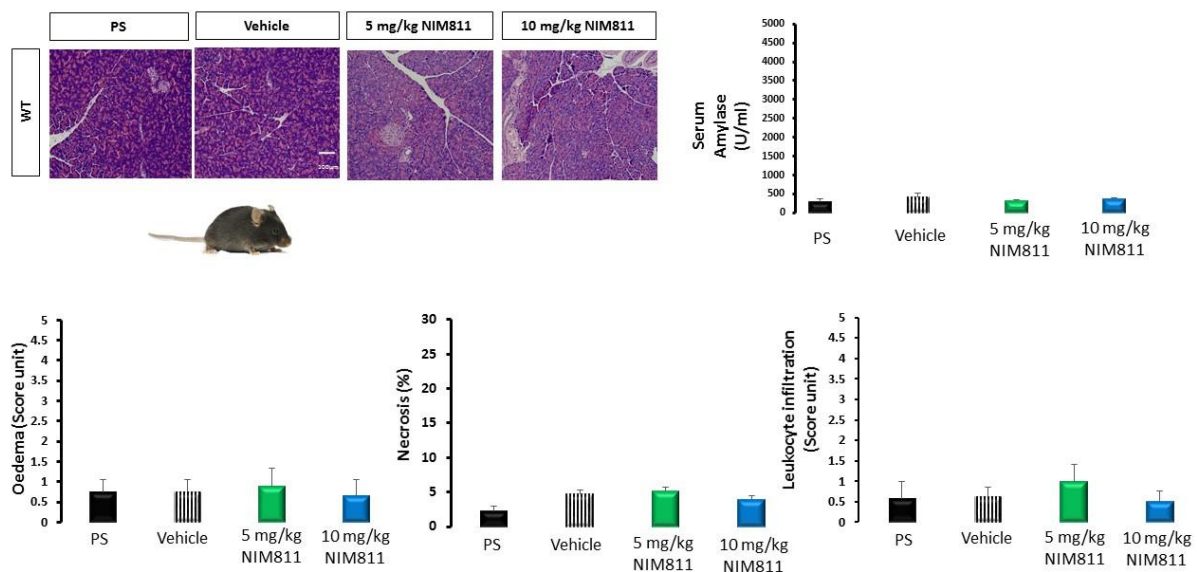 PS
Vehicle
5 mg/kg NIM811
10 mg/kg NIM811
WT
200µm
Serum
Amylase
(U/ml)
5000
4500
4000
3500
3000
2500
2000
1500
1000
500
0
PS
Vehicle
5 mg/kg
NIM811
10 mg/kg
NIM811
Oedema (Score unit)
5
4.5
4
3.5
3
2.5
2
1.5
1
0.5
0
PS
Vehicle
5 mg/kg
NIM811
10 mg/kg
NIM811
Necrosis (%)
30
25
20
15
10
5
0
PS
Vehicle
5 mg/kg
NIM811
10 mg/kg
NIM811
Leukocyte infiltration
(Score unit)
5
4.5
4
3.5
3
2.5
2
1.5
1
0.5
0
PS
Vehicle
5 mg/kg
NIM811
10 mg/kg
NIM811